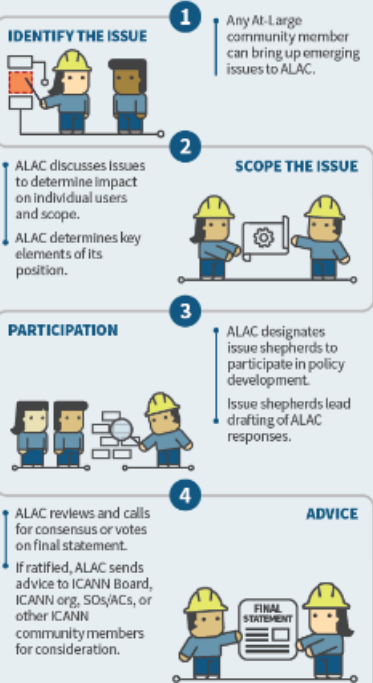 1
IDENTIFY THE ISSUE
Any At-Large
community member
can bring up emerging
issues to ALAC.
2
SCOPE THE ISSUE
ALAC discusses issues
to determine impact
on individual users
and scope.
ALAC determines key
elements of its
position.
3
PARTICIPATION
ALAC designates
issue shepherds to
participate in policy
development.
Issue shepherds lead
drafting of ALAC
responses.
4
ADVICE
ALAC reviews and calls
for consensus or votes
on final statement.
If ratified, ALAC sends
advice to ICANN Board,
ICANN org, SOs/ACs, or
other ICANN
community members
for consideration.
FINAL
STATEMENT